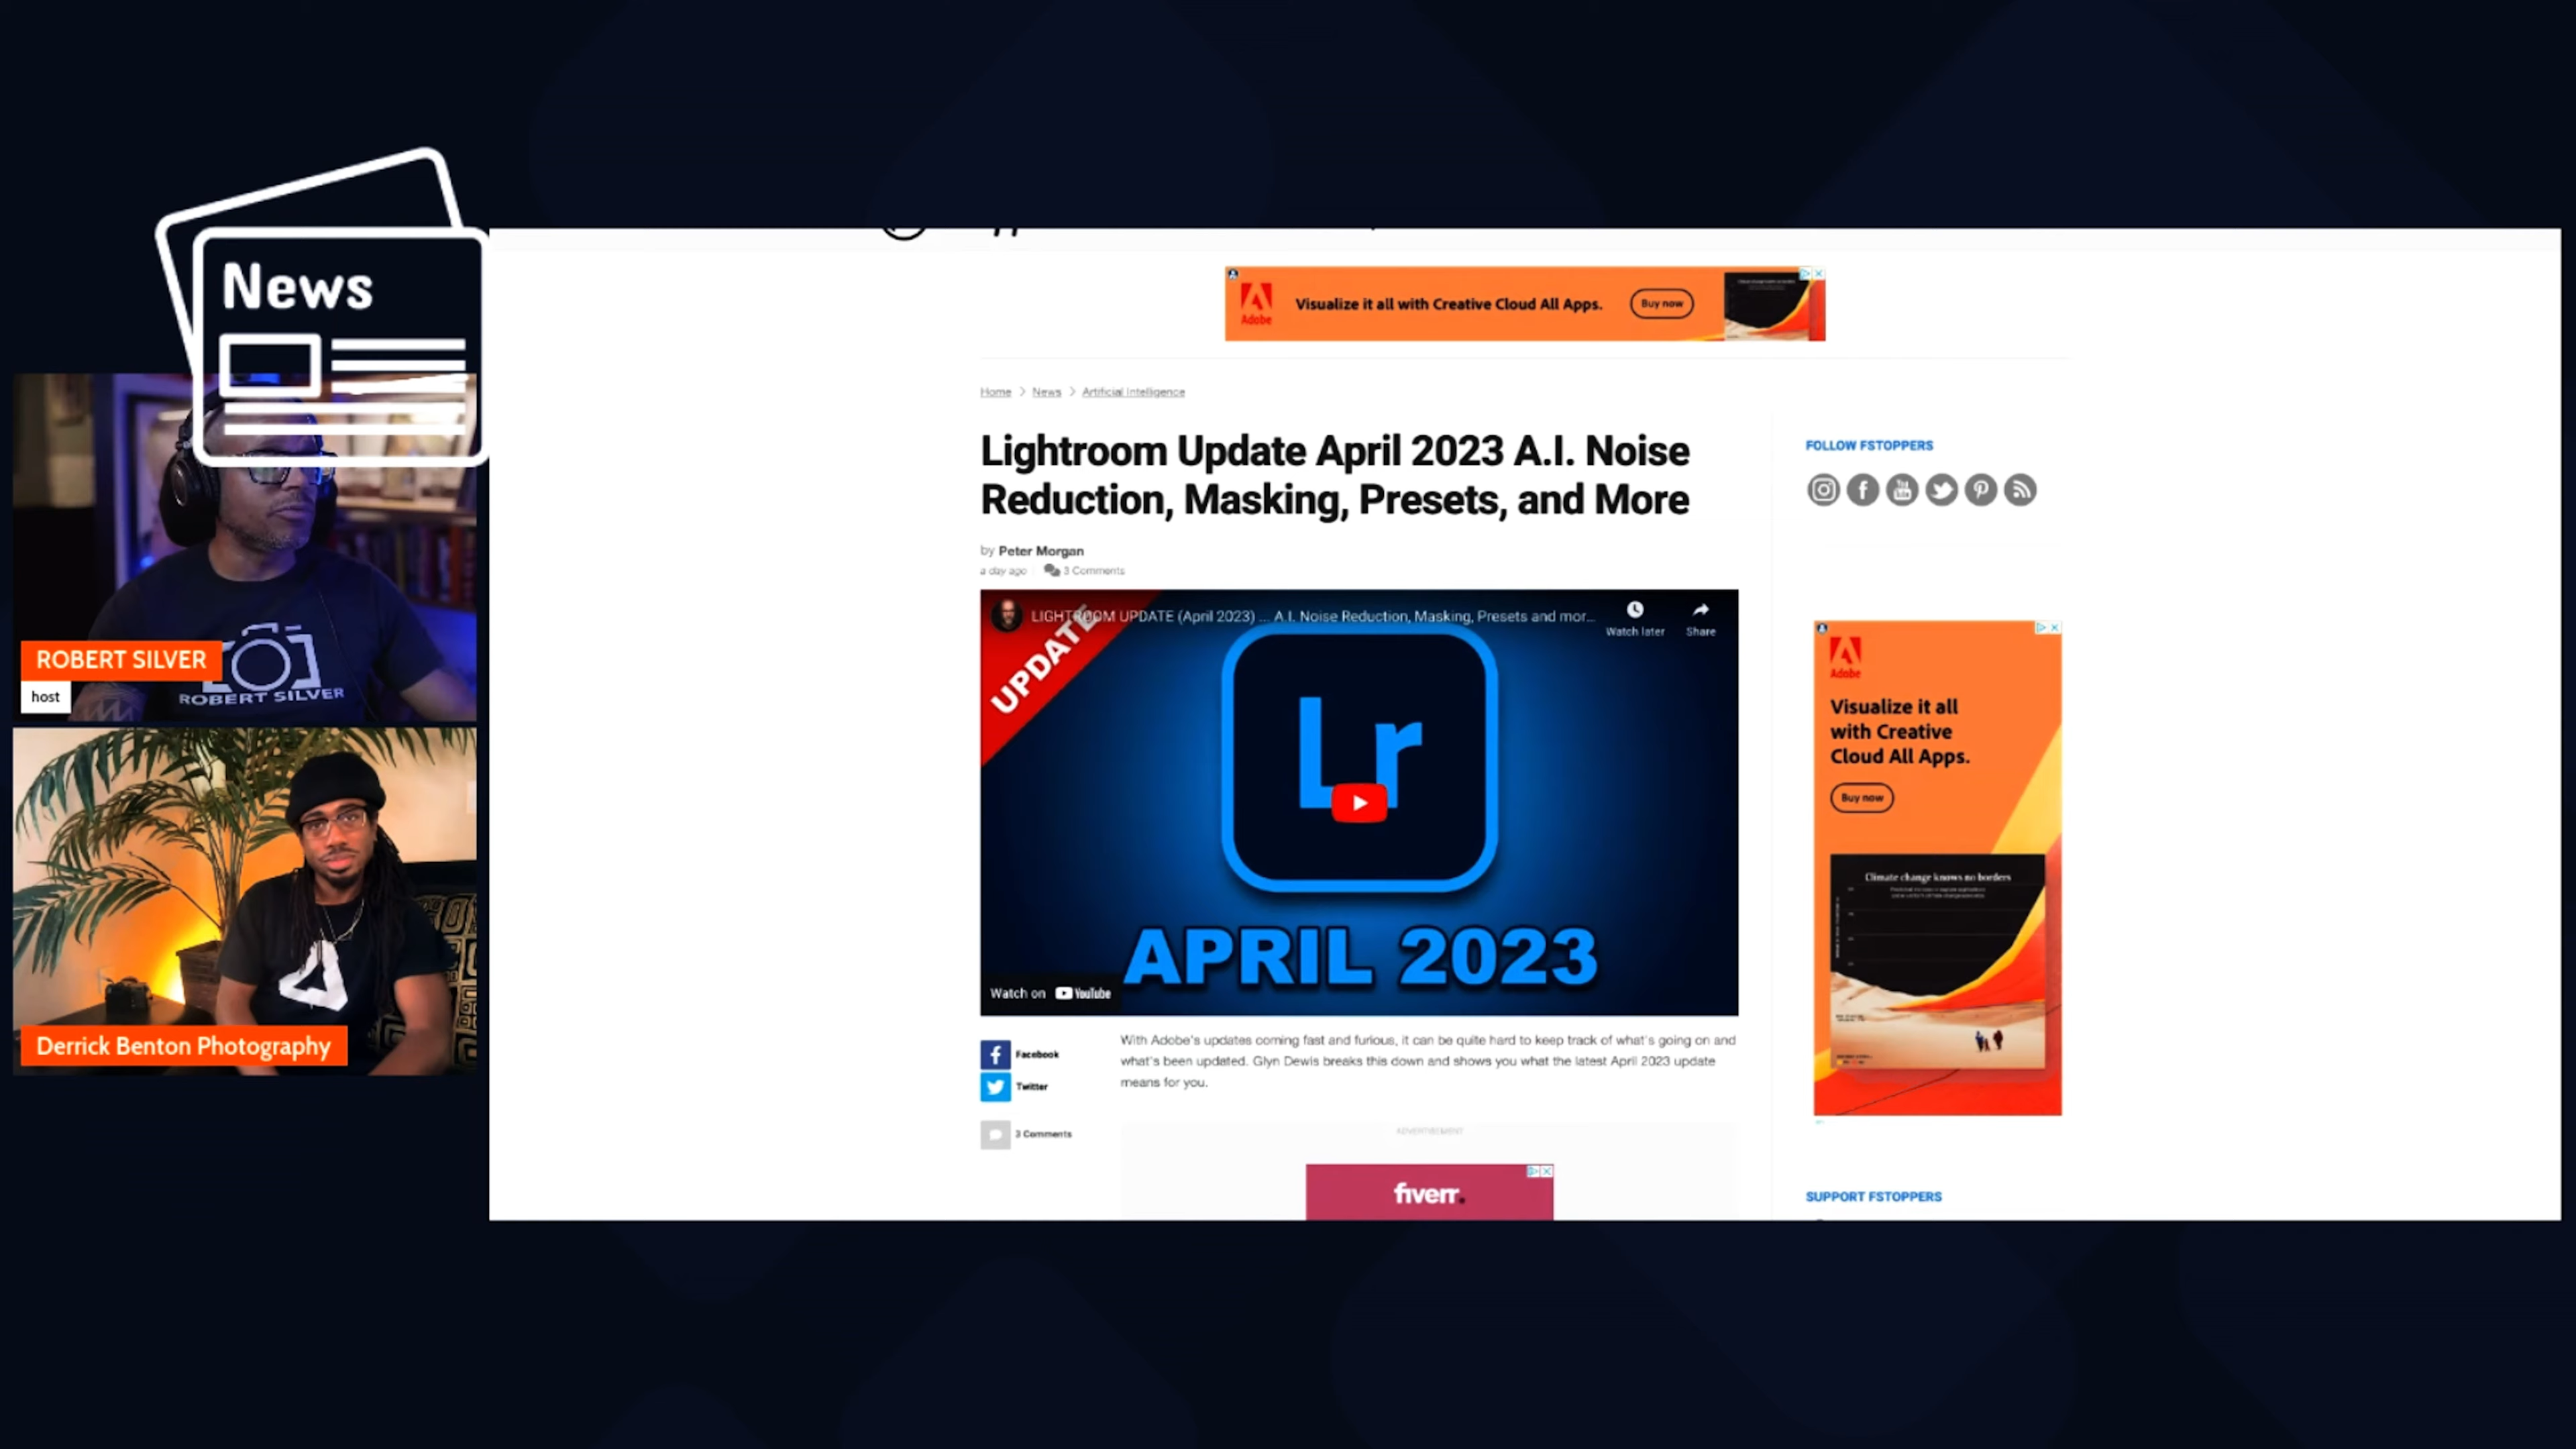 News
ROBERT SILVER
host
ROBERT SILVER
Derrick Benton Photography
Adobe
Visualize it all with Creative Cloud All Apps.
Buy now
Home > News > Artificial Intelligence
Lightroom Update April 2023 A.I. Noise
Reduction, Masking, Presets, and More
by Peter Morgan
a day ago
3 Comments
LIGHTROOM UPDATE (April 2023) ... A.I. Noise Reduction, Masking, Presets and mor...
Watch later
Share
UPDATE
Lr
APRIL 2023
Watch on YouTube
Facebook
Twitter
3 Comments
With Adobe's updates coming fast and furious, it can be quite hard to keep track of what's going on and
what's been updated. Glyn Dewis breaks this down and shows you what the latest April 2023 update
means for you.
ADVERTISEMENT
fiverr.
FOLLOW FSTOPPERS
Adobe
Visualize it all
with Creative
Cloud All Apps.
Buy now
Climate change knows no borders
SUPPORT FSTOPPERS